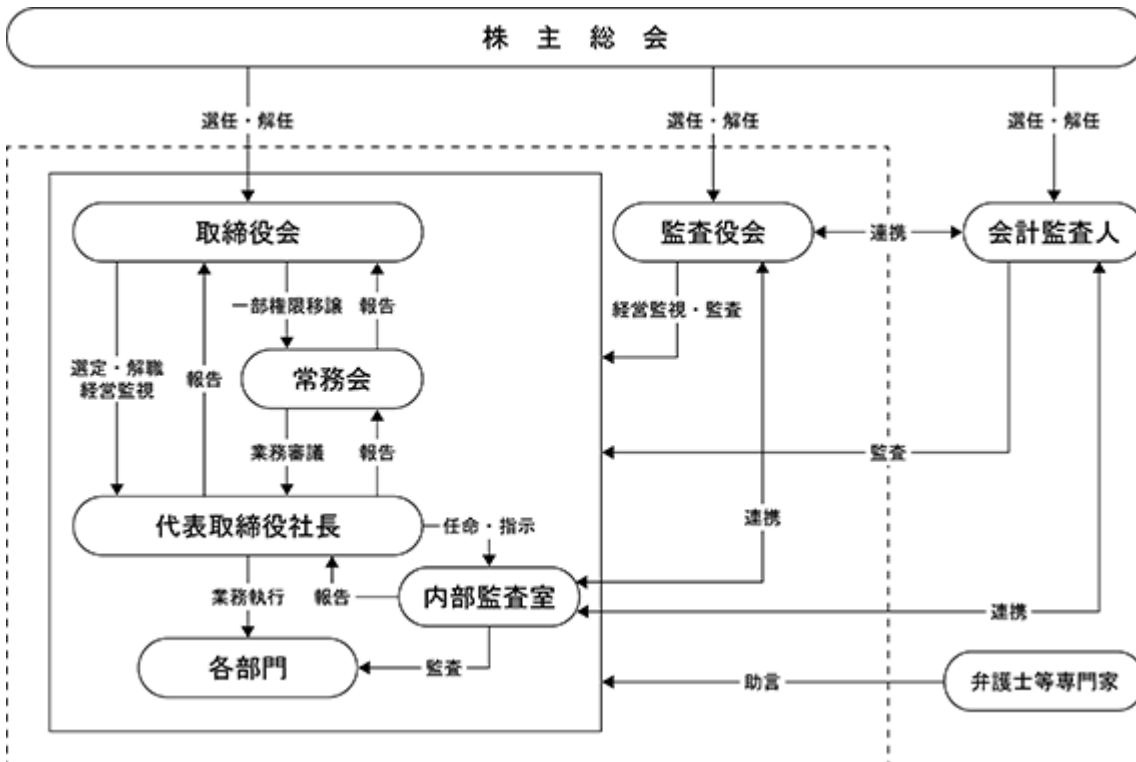 株主総会
選任・解任
選任・解任
選任・解任
取締役会
監査役会
連携
会計監査人
一部権限移譲
報告
経営監視・監査
選定・解職
経営監視
報告
常務会
業務審議
報告
監査
代表取締役社長
任命・指示
連携
業務執行
報告
内部監査室
連携
各部門
監査
助言
弁護士等専門家